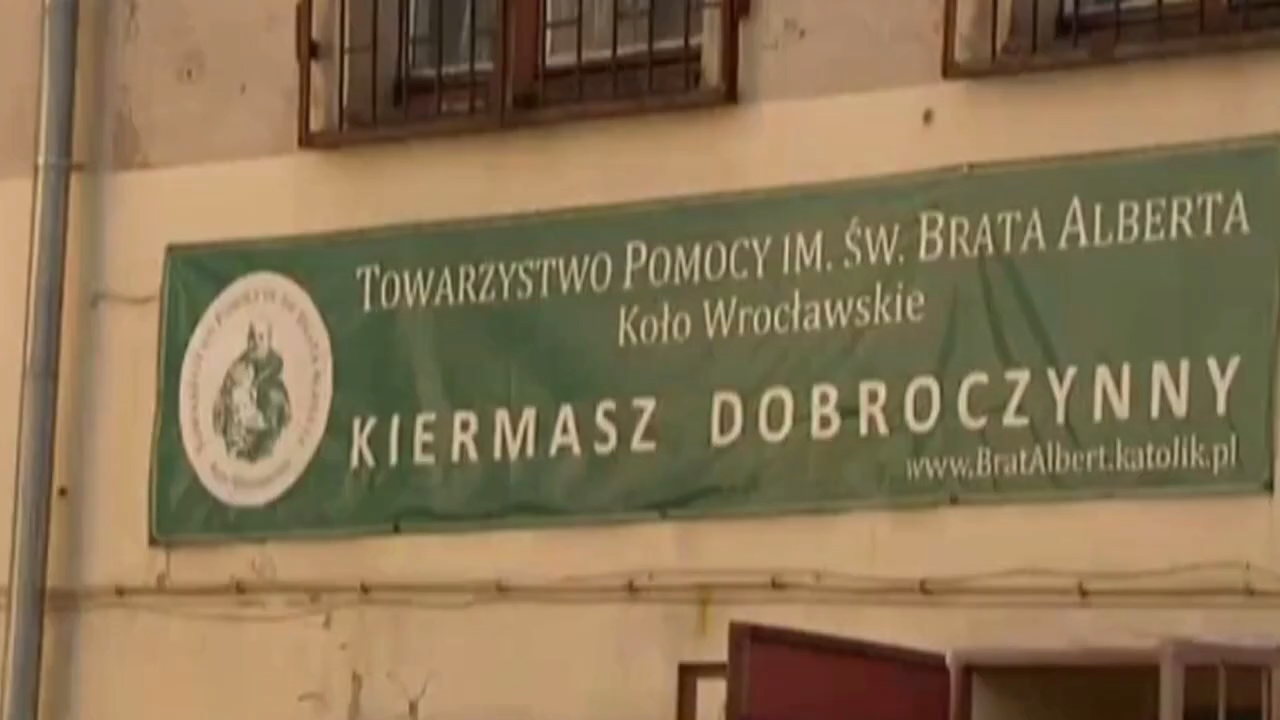 TOWARZYSTWO POMOCY IM. ŚW. BRATA ALBERTA
Koło Wrocławskie
KIERMASZ DOBROCZYNNY
www.BratAlbert.katolik.pl